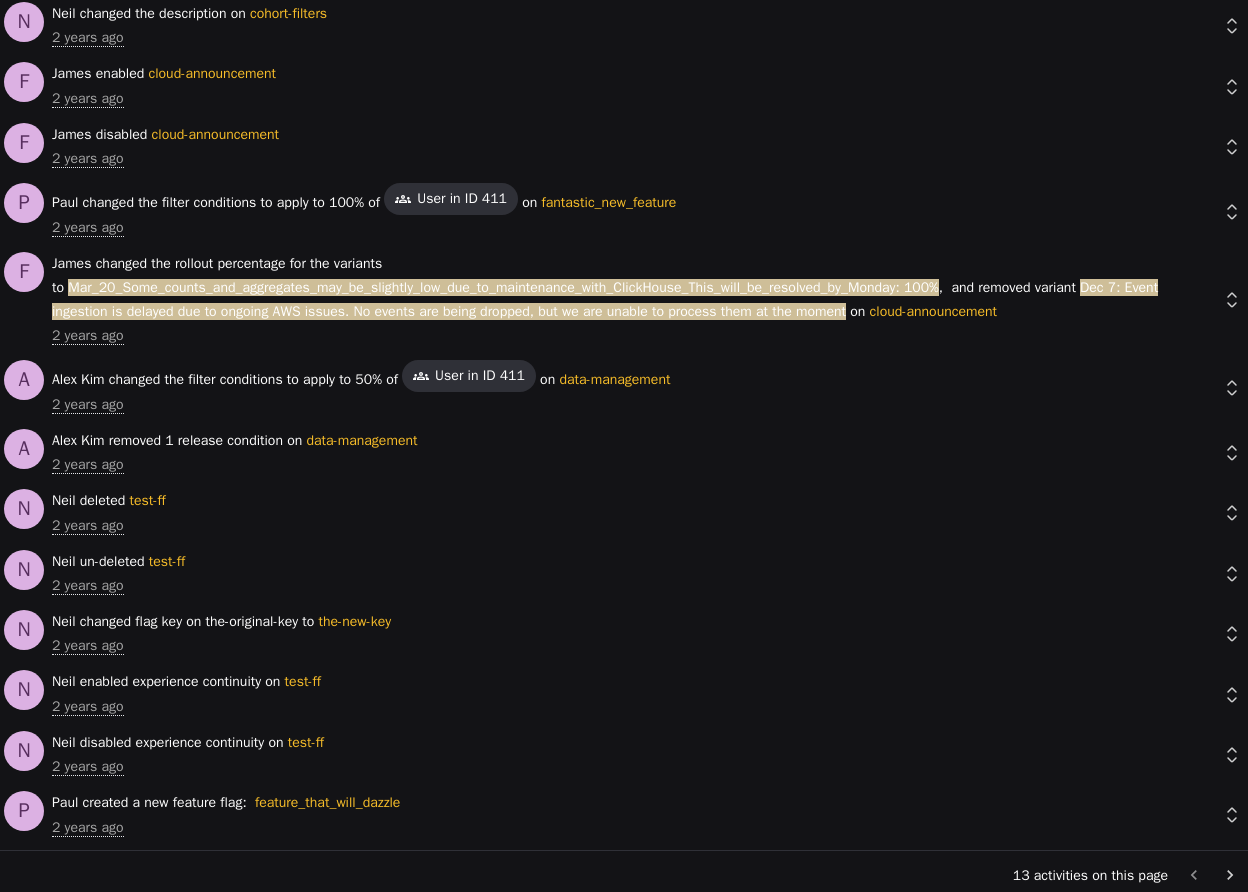 N
Neil changed the description on cohort-filters
2 years ago
F
James enabled cloud-announcement
2 years ago
F
James disabled cloud-announcement
2 years ago
P
Paul changed the filter conditions to apply to 100% of User in ID 411 on fantastic_new_feature
2 years ago
F
James changed the rollout percentage for the variants
to Mar_20_Some_counts_and_aggregates_may_be_slightly_low_due_to_maintenance_with_ClickHouse_This_will_be_resolved_by_Monday: 100%, and removed variant Dec 7: Event
ingestion is delayed due to ongoing AWS issues. No events are being dropped, but we are unable to process them at the moment on cloud-announcement
2 years ago
A
Alex Kim changed the filter conditions to apply to 50% of User in ID 411 on data-management
2 years ago
A
Alex Kim removed 1 release condition on data-management
2 years ago
N
Neil deleted test-ff
2 years ago
N
Neil un-deleted test-ff
2 years ago
N
Neil changed flag key on the-original-key to the-new-key
2 years ago
N
Neil enabled experience continuity on test-ff
2 years ago
N
Neil disabled experience continuity on test-ff
2 years ago
P
Paul created a new feature flag: feature_that_will_dazzle
2 years ago
13 activities on this page